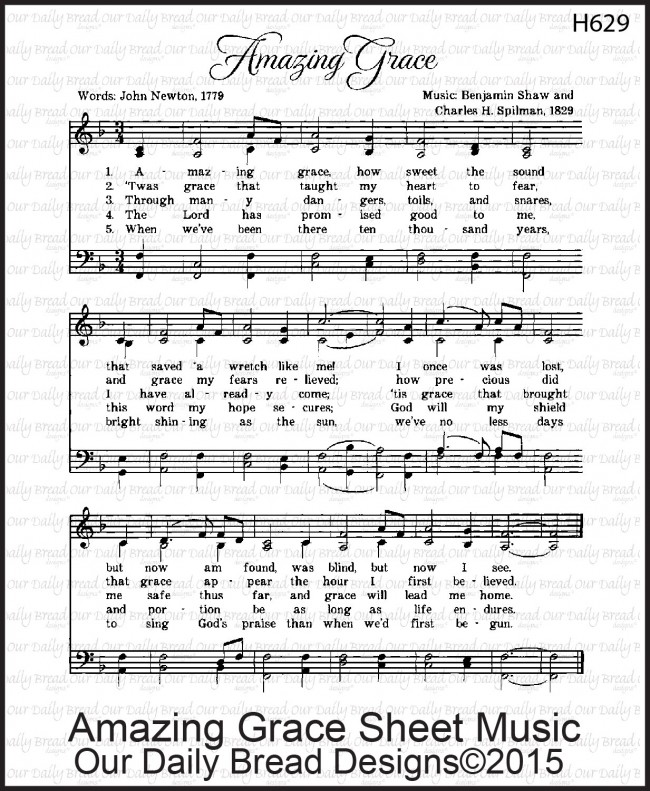 H629
Amazing Grace
Words: John Newton, 1779
Music: Benjamin Shaw and
Charles H. Spilman, 1829
1. A - maz - ing grace, how sweet the sound
2. 'Twas grace that taught my heart to fear,
3. Through man - y dan - gers, toils, and snares,
4. The Lord has prom - ised good to me,
5. When we've been there ten thou - sand years,
that saved a wretch like me! I once was lost,
and grace my fears re - lieved; how pre - cious did
I have al - read - y come; 'tis grace that brought
this word my hope se - cures; God will my shield
bright shin - ing as the sun, we've no less days
but now am found, was blind, but now I see.
that grace ap - pear the hour I first be - lieved.
me safe thus far, and grace will lead me home.
and por - tion be as long as life en - dures.
to sing God's praise than when we'd first be - gun.
Amazing Grace Sheet Music
Our Daily Bread Designs©2015